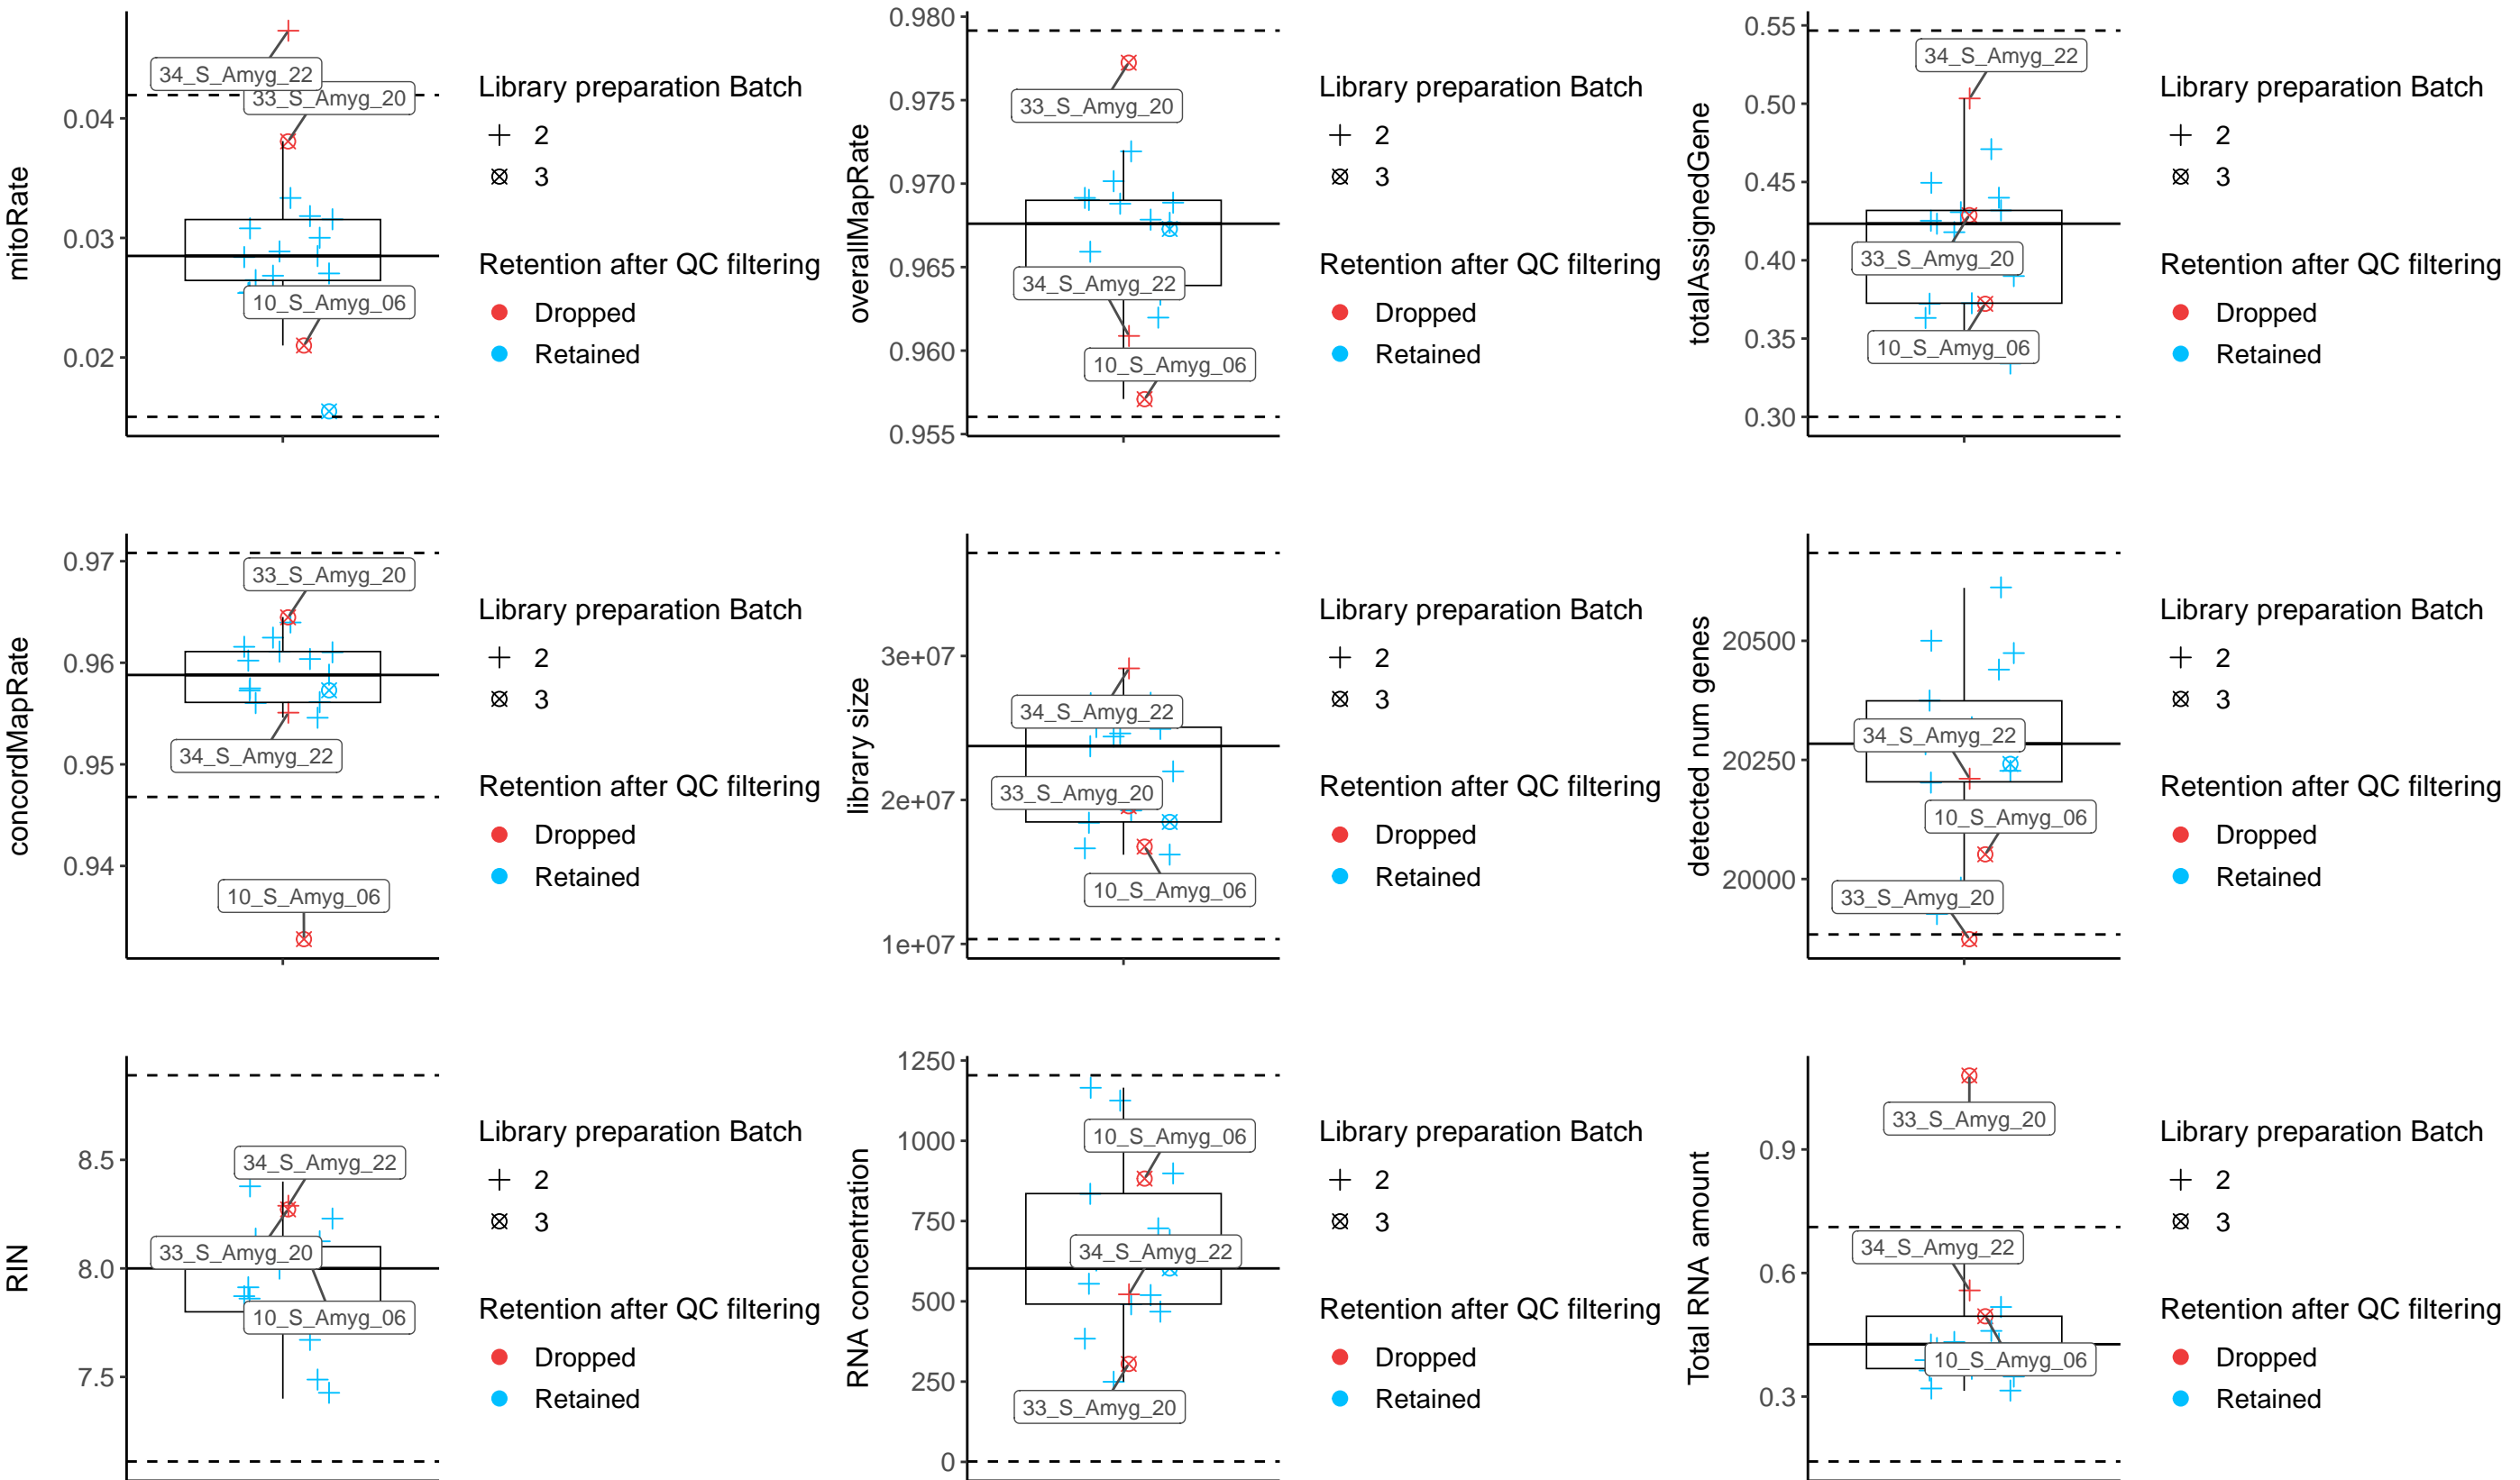 mitoRate
0.04
0.03
0.02
34_S_Amyg_22
33_S_Amyg_20
10_S_Amyg_06
Library preparation Batch
2
3
Retention after QC filtering
Dropped
Retained
overallMapRate
0.980
0.975
0.970
0.965
0.960
0.955
33_S_Amyg_20
34_S_Amyg_22
10_S_Amyg_06
Library preparation Batch
2
3
Retention after QC filtering
Dropped
Retained
totalAssignedGene
0.55
0.50
0.45
0.40
0.35
0.30
34_S_Amyg_22
33_S_Amyg_20
10_S_Amyg_06
Library preparation Batch
2
3
Retention after QC filtering
Dropped
Retained
concordMapRate
0.97
0.96
0.95
0.94
33_S_Amyg_20
34_S_Amyg_22
10_S_Amyg_06
Library preparation Batch
2
3
Retention after QC filtering
Dropped
Retained
library size
3e+07
2e+07
1e+07
34_S_Amyg_22
33_S_Amyg_20
10_S_Amyg_06
Library preparation Batch
2
3
Retention after QC filtering
Dropped
Retained
detected num genes
20500
20250
20000
34_S_Amyg_22
10_S_Amyg_06
33_S_Amyg_20
Library preparation Batch
2
3
Retention after QC filtering
Dropped
Retained
RIN
8.5
8.0
7.5
34_S_Amyg_22
33_S_Amyg_20
10_S_Amyg_06
Library preparation Batch
2
3
Retention after QC filtering
Dropped
Retained
RNA concentration
1250
1000
750
500
250
0
10_S_Amyg_06
34_S_Amyg_22
33_S_Amyg_20
Library preparation Batch
2
3
Retention after QC filtering
Dropped
Retained
Total RNA amount
0.9
0.6
0.3
33_S_Amyg_20
34_S_Amyg_22
10_S_Amyg_06
Library preparation Batch
2
3
Retention after QC filtering
Dropped
Retained